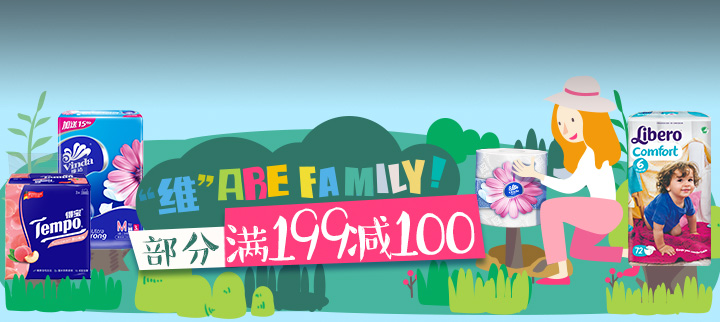 “维”ARE FAMILY!
部分满199减100
加送15%
Vinda
维达
M
Tempo
得宝
Libero
Comfort
6
72